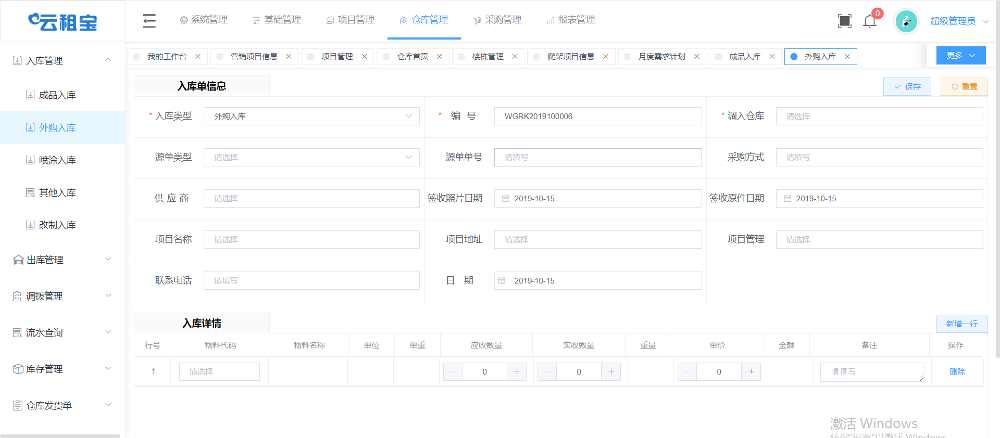 云租宝
系统管理 基础管理 项目管理 仓库管理 采购管理 报表管理
0
超级管理员
我的工作台 营销项目信息 项目管理 仓库首页 楼栋管理 爬架项目信息 月度需求计划 成品入库 外购入库
更多
入库管理
成品入库
外购入库
喷涂入库
其他入库
改制入库
出库管理
调拨管理
流水查询
库存管理
仓库发货单
入库单信息
保存 重置
* 入库类型 外购入库 * 编 号 WGRK2019100006 * 调入仓库 请选择
源单类型 请选择 源单单号 请填写 采购方式 请填写
供 应 商 请选择 签收照片日期 2019-10-15 签收原件日期 2019-10-15
项目名称 请选择 项目地址 请选择 项目管理 请选择
联系电话 请填写 日 期 2019-10-15
入库详情
新增一行
行号 物料代码 物料名称 单位 单重 应收数量 实收数量 重量 单价 金额 备注 操作
1 请选择 0 0 0 请填写 删除
激活 Windows
转到"设置"以激活 Windows。